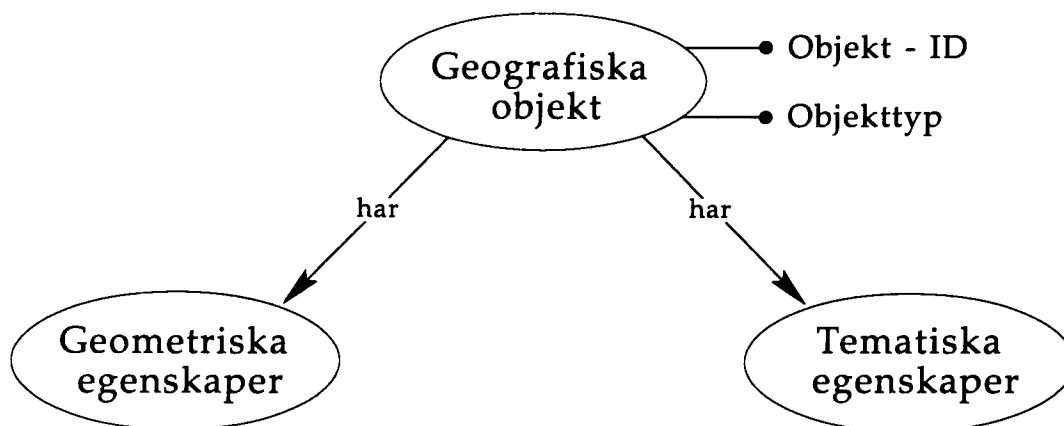 Geografiska
objekt
Objekt - ID
Objekttyp
har
har
Geometriska
egenskaper
Tematiska
egenskaper